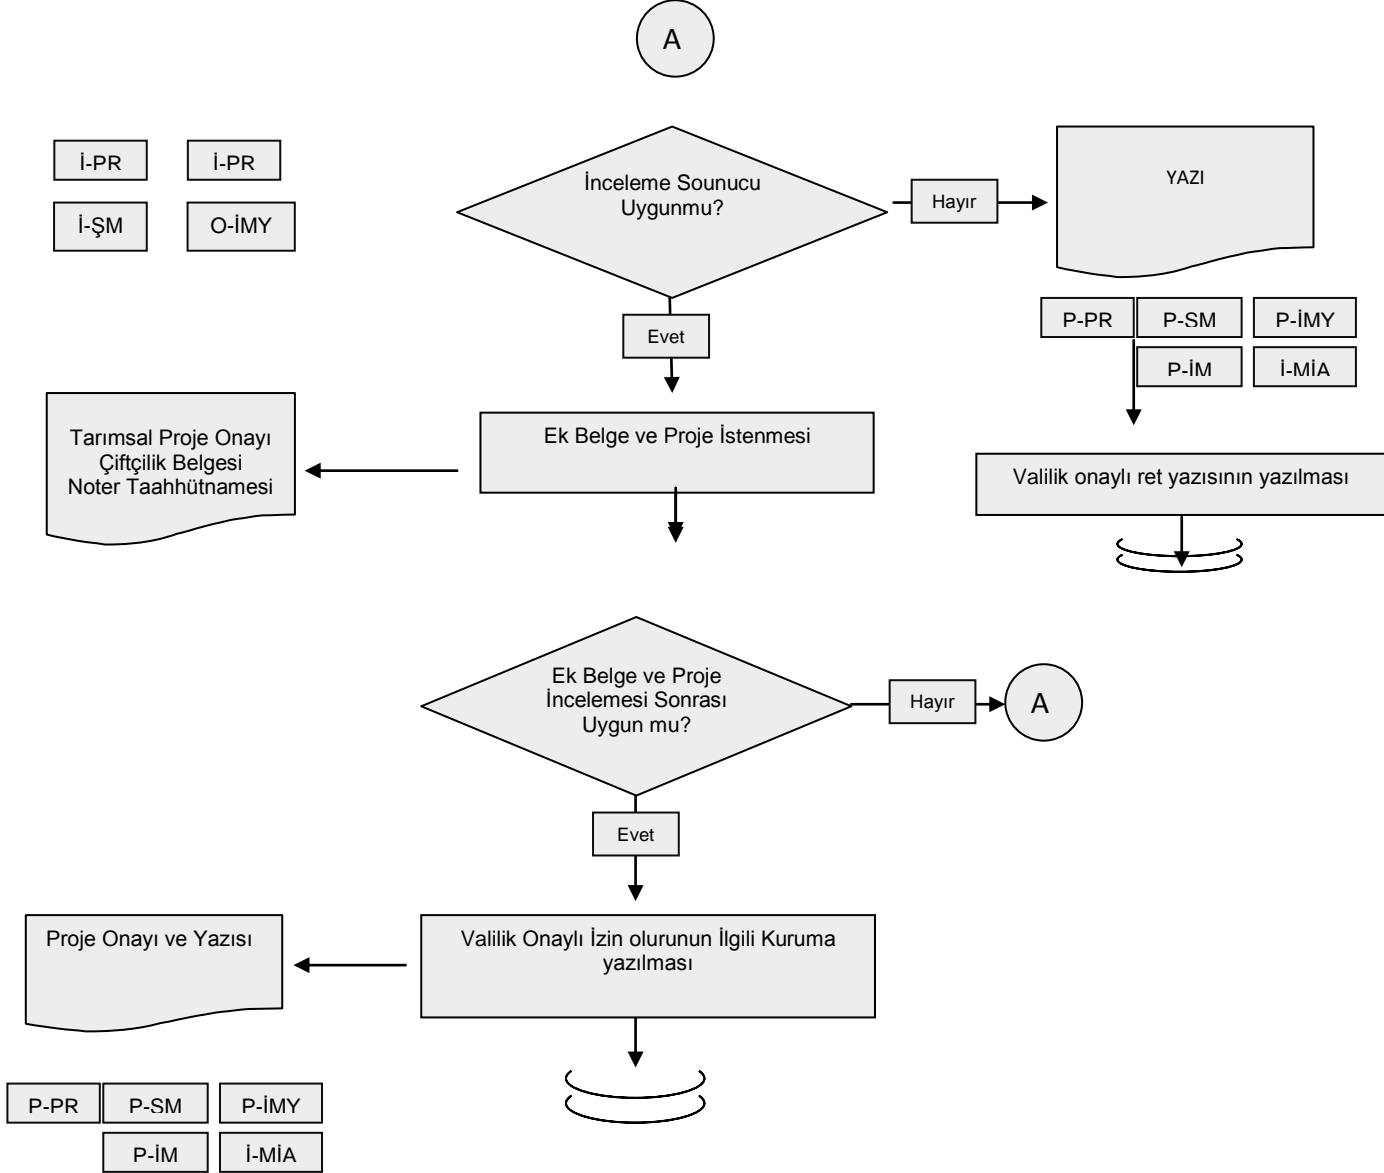 A
İ-PR
İ-PR
İ-ŞM
O-İMY
İnceleme Sounucu
Uygunmu?
Hayır
YAZI
Evet
P-PR
P-SM
P-İMY
P-İM
İ-MİA
Tarımsal Proje Onayı
Çiftçilik Belgesi
Noter Taahhütnamesi
Ek Belge ve Proje İstenmesi
Valilik onaylı ret yazısının yazılması
Ek Belge ve Proje
İncelemesi Sonrası
Uygun mu?
Hayır
A
Evet
Proje Onayı ve Yazısı
Valilik Onaylı İzin olurunun İlgili Kuruma
yazılması
P-PR
P-SM
P-İMY
P-İM
İ-MİA